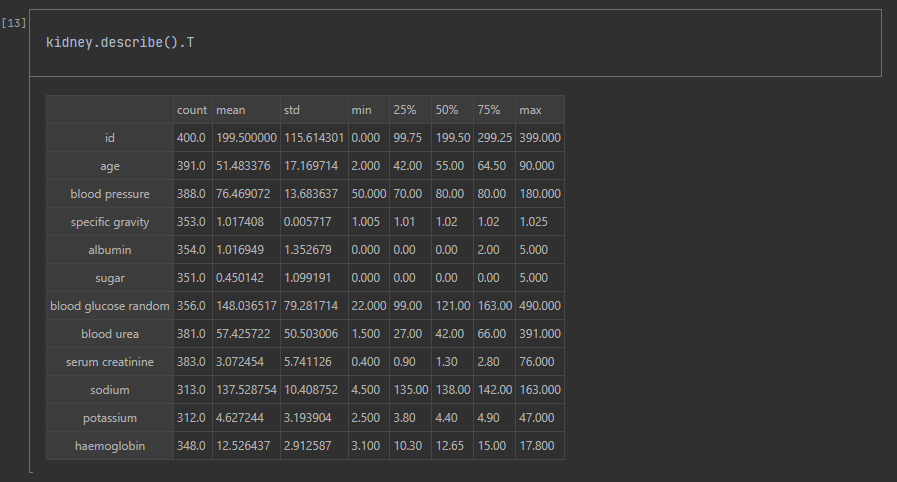 [13]
kidney.describe().T
count mean std min 25% 50% 75% max
id 400.0 199.500000 115.614301 0.000 99.75 199.50 299.25 399.000
age 391.0 51.483376 17.169714 2.000 42.00 55.00 64.50 90.000
blood pressure 388.0 76.469072 13.683637 50.000 70.00 80.00 80.00 180.000
specific gravity 353.0 1.017408 0.005717 1.005 1.01 1.02 1.02 1.025
albumin 354.0 1.016949 1.352679 0.000 0.00 0.00 2.00 5.000
sugar 351.0 0.450142 1.099191 0.000 0.00 0.00 0.00 5.000
blood glucose random 356.0 148.036517 79.281714 22.000 99.00 121.00 163.00 490.000
blood urea 381.0 57.425722 50.503006 1.500 27.00 42.00 66.00 391.000
serum creatinine 383.0 3.072454 5.741126 0.400 0.90 1.30 2.80 76.000
sodium 313.0 137.528754 10.408752 4.500 135.00 138.00 142.00 163.000
potassium 312.0 4.627244 3.193904 2.500 3.80 4.40 4.90 47.000
haemoglobin 348.0 12.526437 2.912587 3.100 10.30 12.65 15.00 17.800